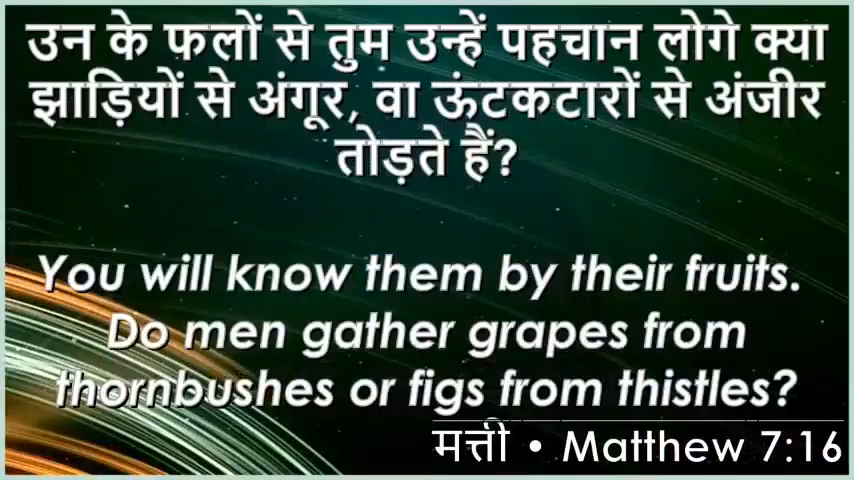 उन के फलों से तुम उन्हें पहचान लोगे क्या
झाड़ियों से अंगूर, वा ऊंटकटारों से अंजीर
तोड़ते हैं?
You will know them by their fruits.
Do men gather grapes from
thornbushes or figs from thistles?
मत्ती • Matthew 7:16